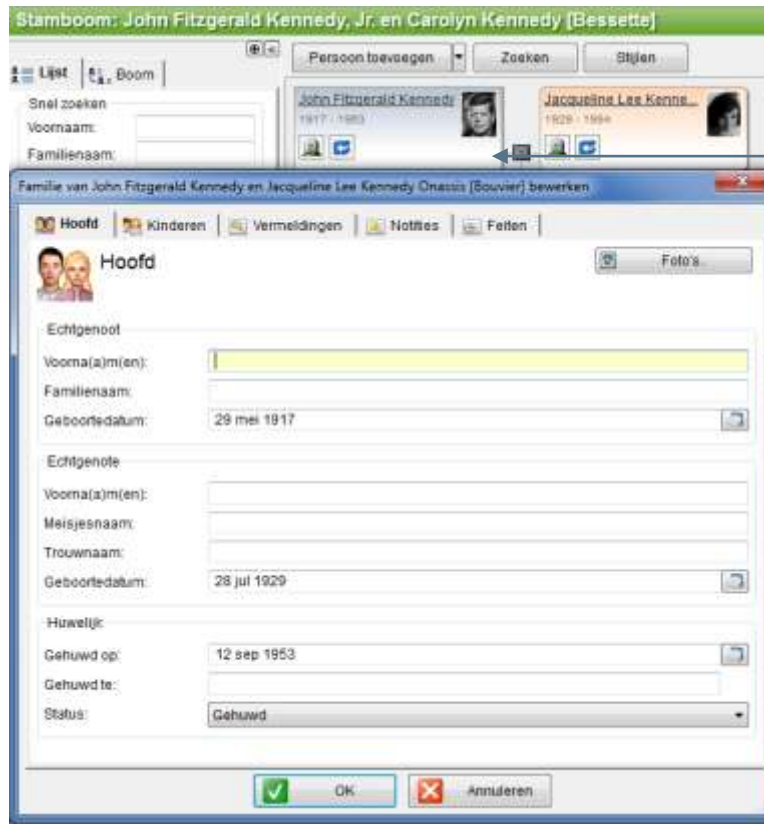 Stamboom: John Fitzgerald Kennedy, Jr. en Carolyn Kennedy [Bessette]
Lijst Boom
Persoon toevoegen Zoeken Stijlen
Snel zoeken
Voornaam:
Familienaam:
John Fitzgerald Kennedy
1917 - 1963
Jacqueline Lee Kenne...
1929 - 1994
Familie van John Fitzgerald Kennedy en Jacqueline Lee Kennedy Onassis [Bouvier] bewerken
Hoofd Kinderen Vermeldingen Notities Feiten
Hoofd
Foto's...
Echtgenoot
Voorna(a)m(en):
Familienaam:
Geboortedatum: 29 mei 1917
Echtgenote
Voorna(a)m(en):
Meisjesnaam:
Trouwnaam:
Geboortedatum: 28 jul 1929
Huwelijk
Gehuwd op: 12 sep 1953
Gehuwd te:
Status: Gehuwd
OK Annuleren